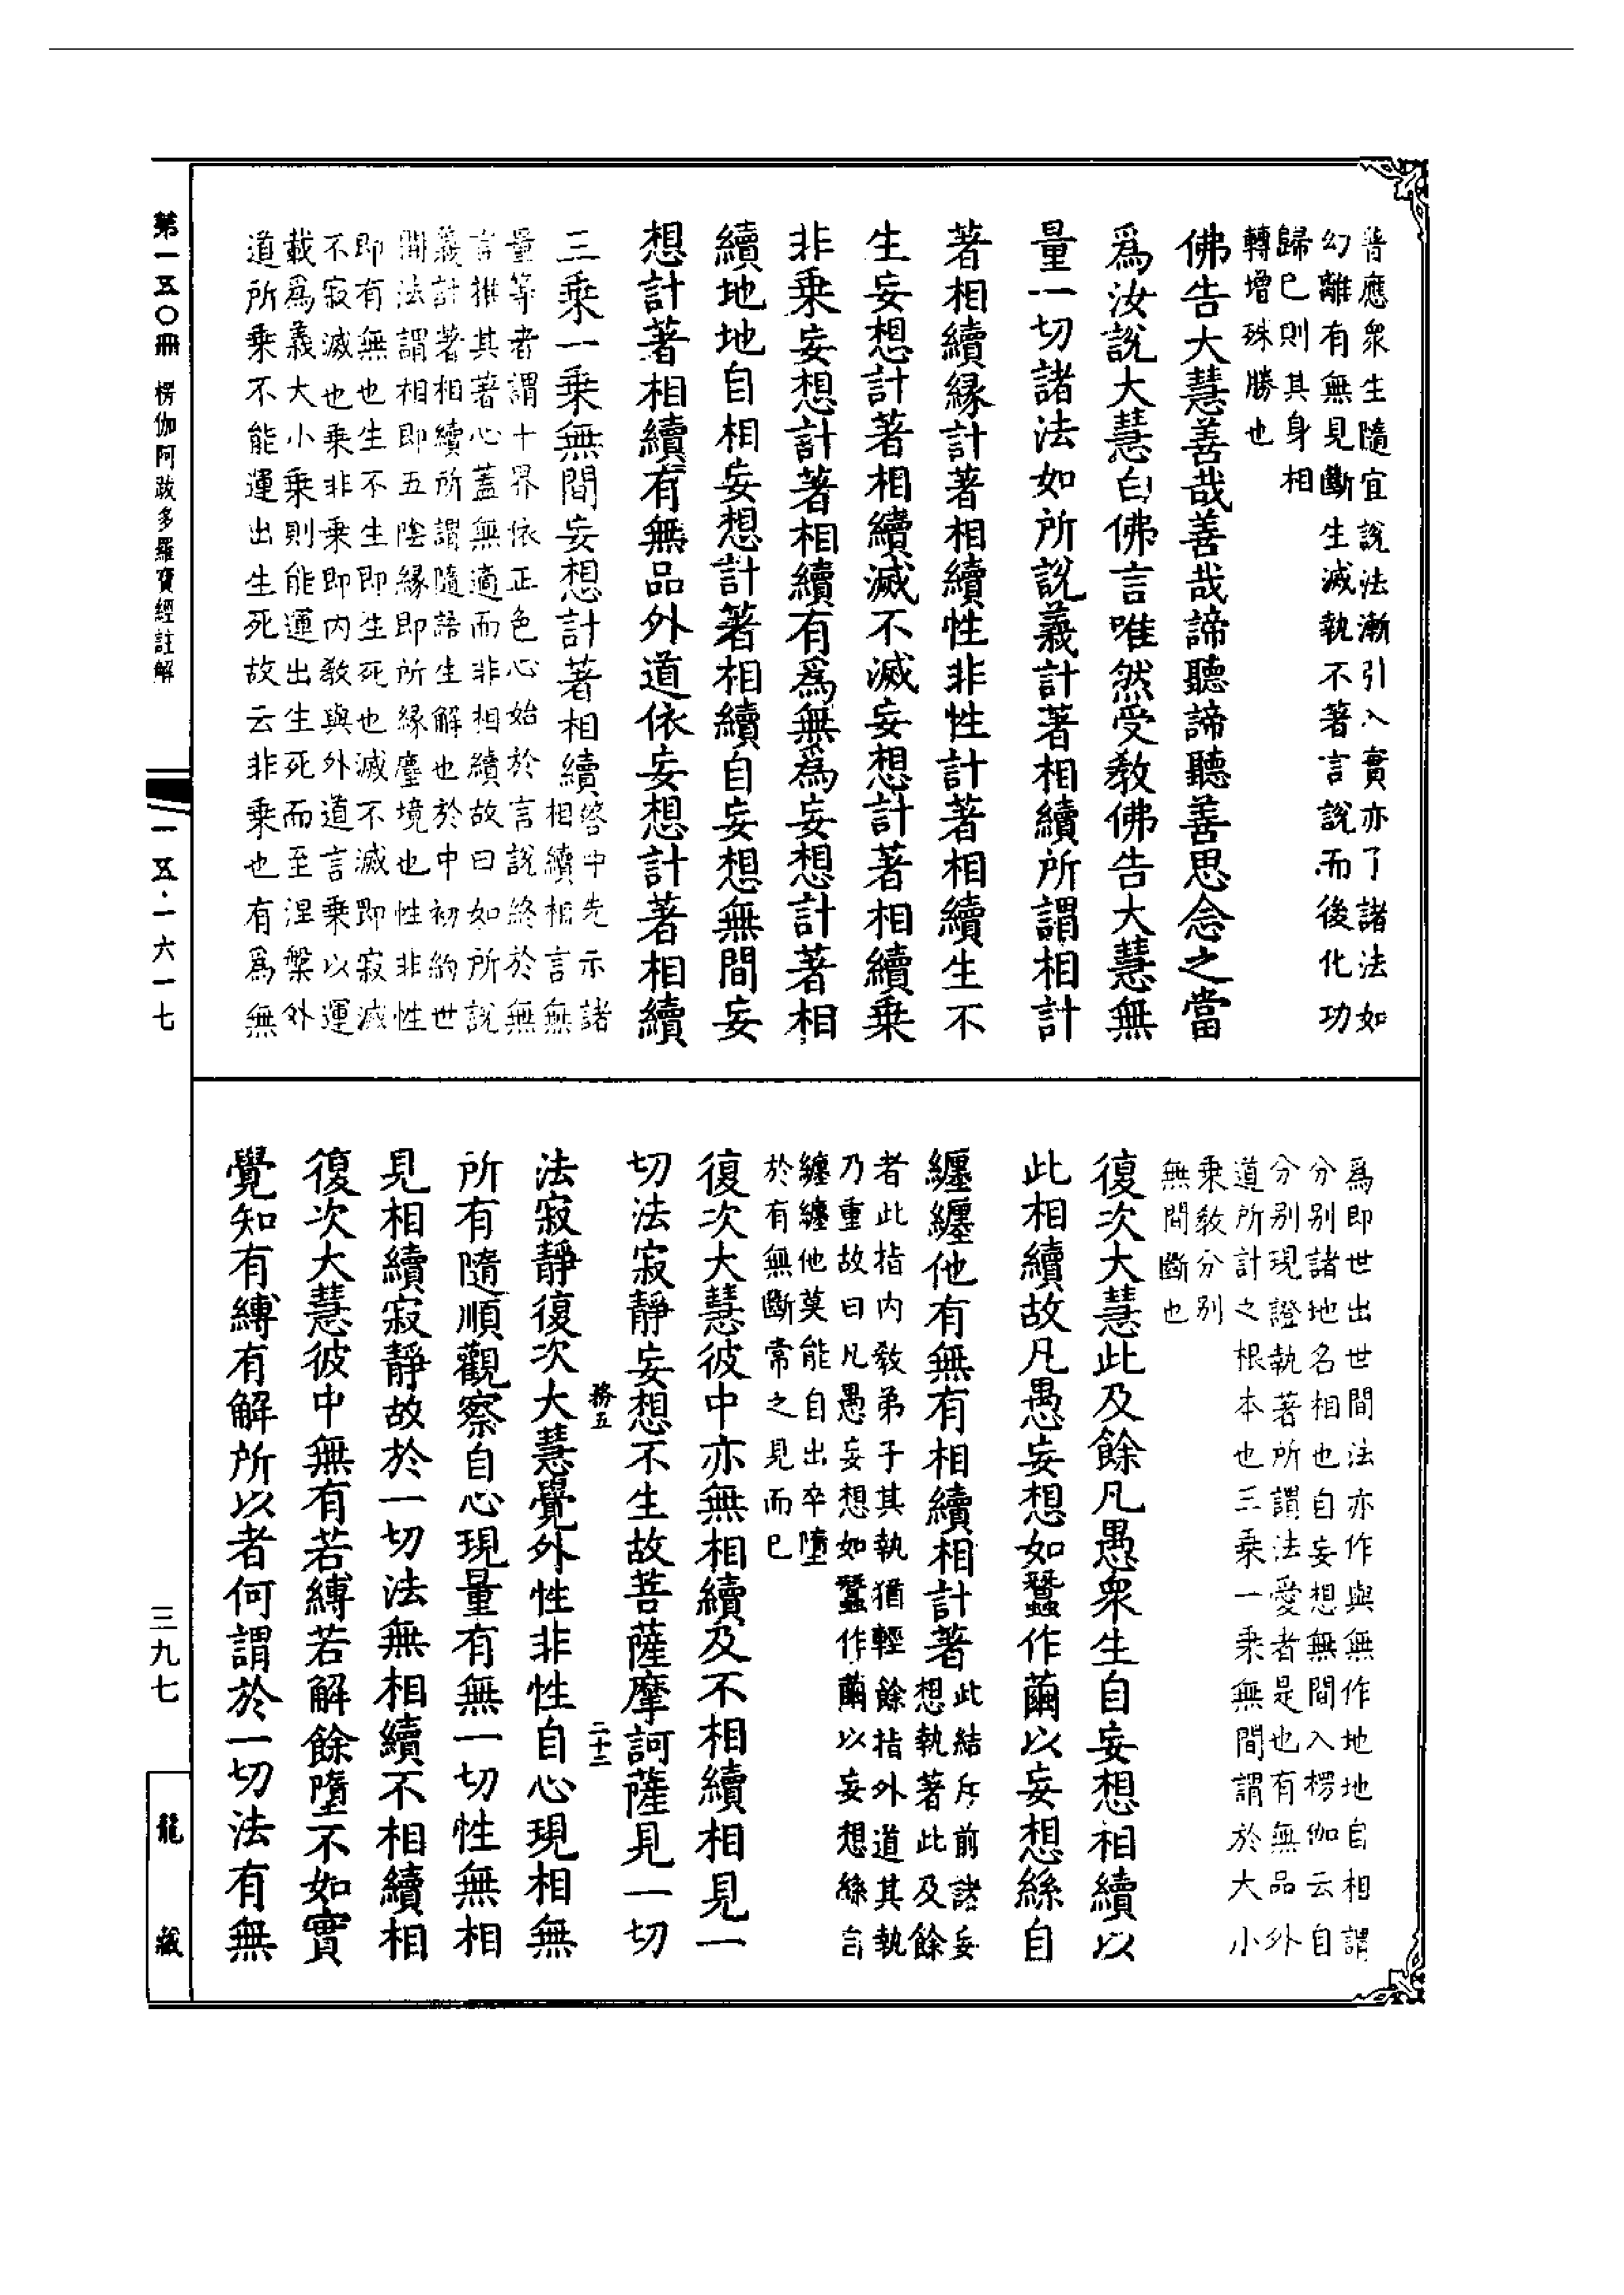 普應衆生隨宜說法漸引入實亦了諸法如
幻離有無見斷生滅執不著言說而後化功
歸已則其身相
轉增殊勝也
佛告大慧善哉善哉諦聽諦聽善思念之當
爲汝說大慧白佛言唯然受教佛告大慧無
量一切諸法如所說義計著相續所謂相計
著相續緣計著相續性非性計著相續生不
生妄想計著相續滅不滅妄想計著相續乗
非乗妄想計著相續有爲無爲妄想計著相
續地地自相妄想計著相續自妄想無間妄
想計著相續有無品外道依妄想計著相續
三乗一乗無間妄想計著相續
答中先示諸
相續相言無
量等者謂十界依正色心始於言說終於無
言推其著心蓋無適而非相續故曰如所說
義計著相續所謂隨語生解也於中初約世
間法謂相即五陰緣即所緣塵境也性非性
即有無也生不生即生死也滅不滅即寂滅
不寂滅也乗非乗即内敎與外道言乗以運
載爲義大小乗則能運出生死而至涅槃外
道所乗不能運出生死故云非乗也有爲無
爲即世出世間法亦作與無作地地自相謂
分别諸地名相也自妄想無間入楞伽云自
分别現證執著所謂法愛者是也有無品外
道所計之根本也三乗一乗無間謂於大小
乗敎分别
無間斷也
復次大慧此及餘凡愚衆生自妄想相續以
此相續故凡愚妄想如蠶作繭以妄想絲自
纏纏他有無有相續相計著
此結斥前諸妄
想執著此及餘
者此指内敎弟子其執猶輕餘指外道其執
乃重故曰凡愚妄想如蠶作繭以妄想絲自
纏纏他莫能自出卒墮
於有無斷常之見而已
復次大慧彼中亦無相續及不相續相見一
切法寂靜妄想不生故菩薩摩訶薩見一切
務五
二十二
法寂靜復次大慧覺外性非性自心現相無
所有隨順觀察自心現量有無一切性無相
見相續寂靜故於一切法無相續不相續相
復次大慧彼中無有若縛若解餘墮不如實
覺知有縛有解所以者何謂於一切法有無
第一五〇冊 楞伽阿跋多羅寶經註解
一五·一六一七
三九七
龍藏